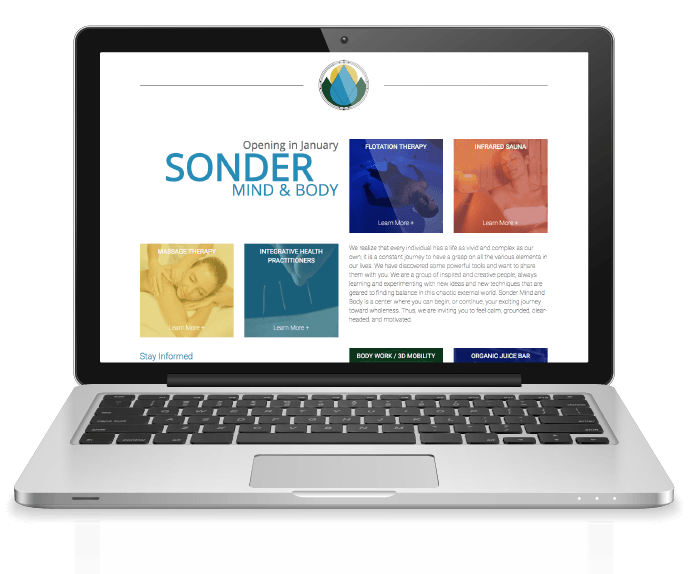 Opening in January
SONDER
MIND & BODY
FLOTATION THERAPY
Learn More +
INFRARED SAUNA
Learn More +
MASSAGE THERAPY
Learn More +
INTEGRATIVE HEALTH
PRACTITIONERS
Learn More +
We realize that every individual has a life as vivid and complex as our
own; it is a constant journey to have a grasp on all the various elements in
our lives. We have discovered some powerful tools and want to share
them with you. We are a group of inspired and creative people, always
learning and experimenting with new ideas and new techniques that are
geared to finding balance in this chaotic external world. Sonder Mind and
Body is a center where you can begin, or continue, your exciting journey
toward wholeness. Thus, we are inviting you to feel calm, grounded, clear-
headed, and motivated.
Stay Informed
BODY WORK / 3D MOBILITY
ORGANIC JUICE BAR